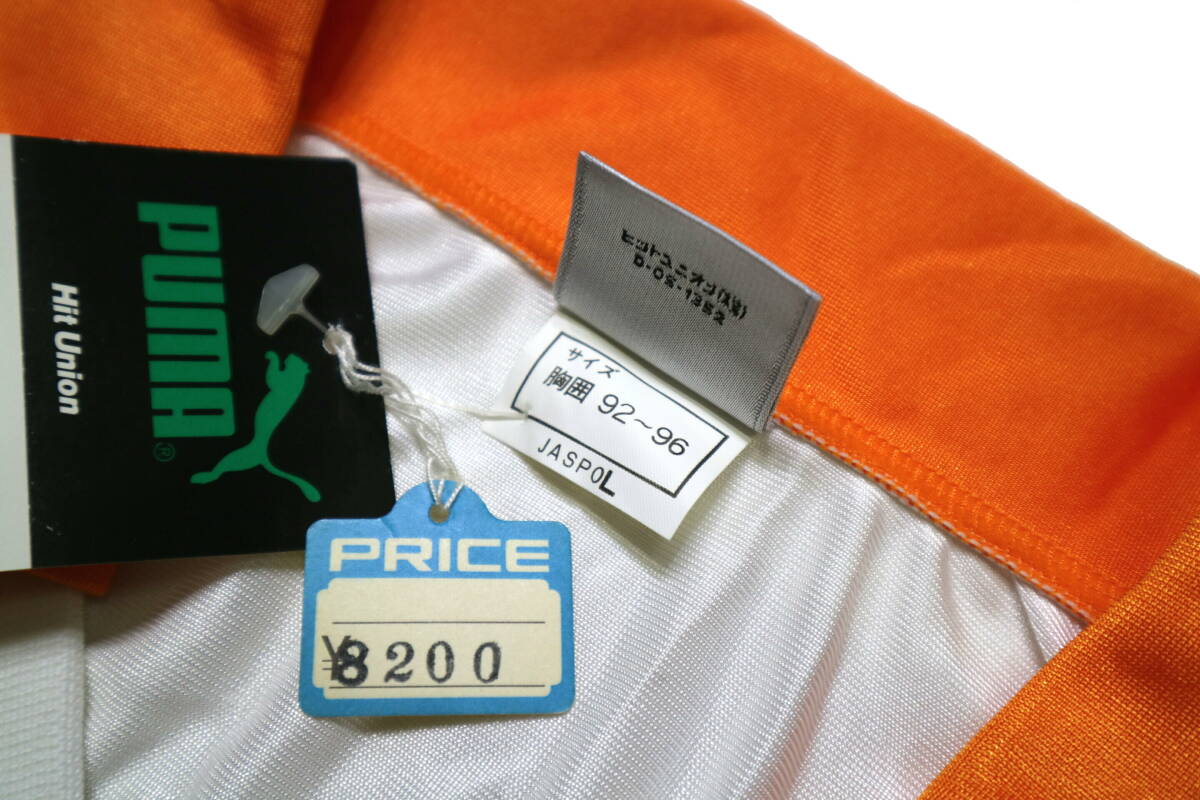 PUMA®
Hit Union
ヒットユニオン(株)
D-OS-1352
サイズ
胸囲 92～96
JASPO L
PRICE
¥8200